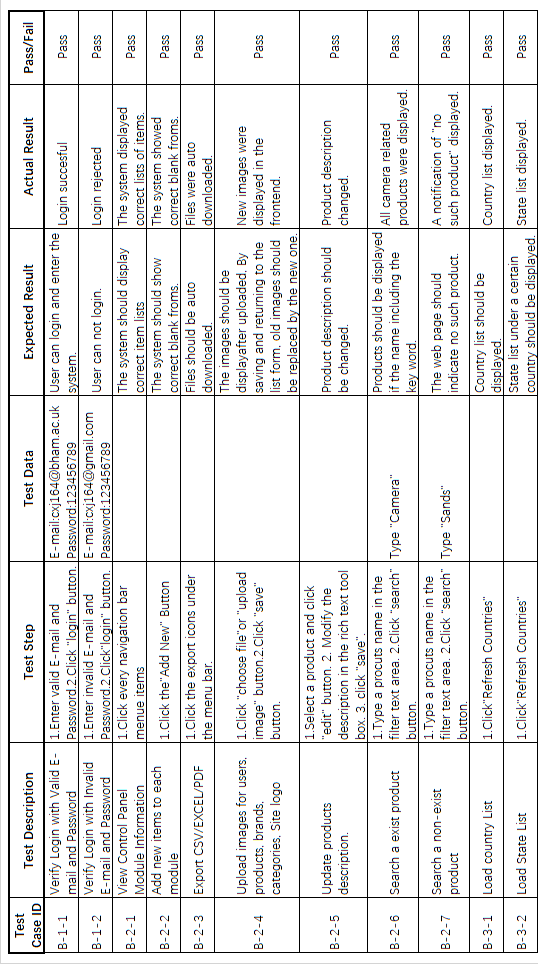 Test
Case ID
Test Description
Test Step
Test Data
Expected Result
Actual Result
Pass/Fail
B-1-1
Verify Login with Valid E-
mail and Password
1.Enter valid E-mail and
Password.2.Click "login" button.
E-mail:cxj164@bham.ac.uk
Password:123456789
User can login and enter the
system.
Login succesful
Pass
B-1-2
Verify Login with Invalid
E-mail and Password
1.Enter invalid E-mail and
Password.2.Click"login" button.
E-mail:cxj164@gmail.com
Password:123456789
User can not login.
Login rejected
Pass
B-2-1
View Control Panel
Module Information
1.Click every navigation bar
menue items
The system should display
correct item lists
The system displayed
correct lists of items.
Pass
B-2-2
Add new items to each
module
1.Click the"Add New" Button
The system should show
correct blank froms.
The system showed
correct blank froms.
Pass
B-2-3
Export CSV/EXCEL/PDF
1.Click the export icons under
the menu bar.
Files should be auto
downloaded.
Files were auto
downloaded.
Pass
B-2-4
Upload images for users,
products, brands,
categories, Site logo
1.Click "choose file"or "upload
image" button.2.Click "save"
button.
The images should be
displayafter uploaded. By
saving and returning to the
list form, old images should
be replaced by the new one.
New images were
displayed in the
frontend.
Pass
B-2-5
Update products
description.
1.Select a product and click
"edit" button. 2. Modify the
description in the rich text tool
box. 3. click "save".
Product description should
be changed.
Product description
changed.
Pass
B-2-6
Search a exist product
1.Type a procuts name in the
filter text area. 2.Click "search"
button.
Type "Camera"
Products should be displayed
if the name including the
key word.
All camera related
products were displayed.
Pass
B-2-7
Search a non-exist
product
1.Type a procuts name in the
filter text area. 2.Click "search"
button.
Type "Sands"
The web page should
indicate no such product.
A notification of "no
such product" displayed.
Pass
B-3-1
Load country List
1.Click"Refresh Countries"
Country list should be
displayed.
Country list displayed.
Pass
B-3-2
Load State List
1.Click"Refresh Countries"
State list under a certain
country should be displayed.
State list displayed.
Pass